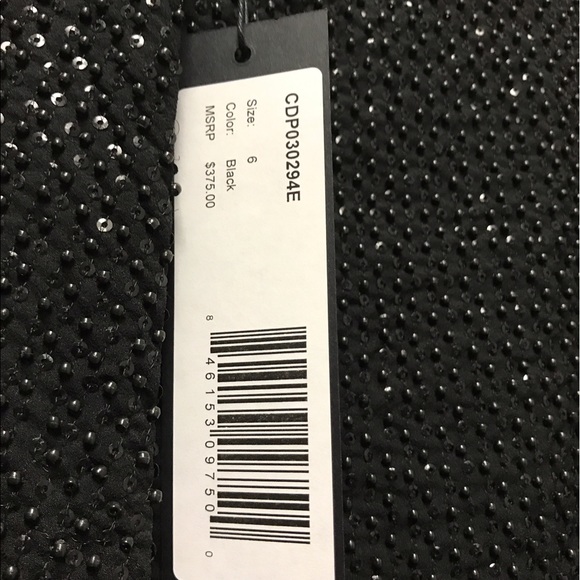 CDP030294E
Size: 6
Color: Black
MSRP $375.00
8 46153 09750 0